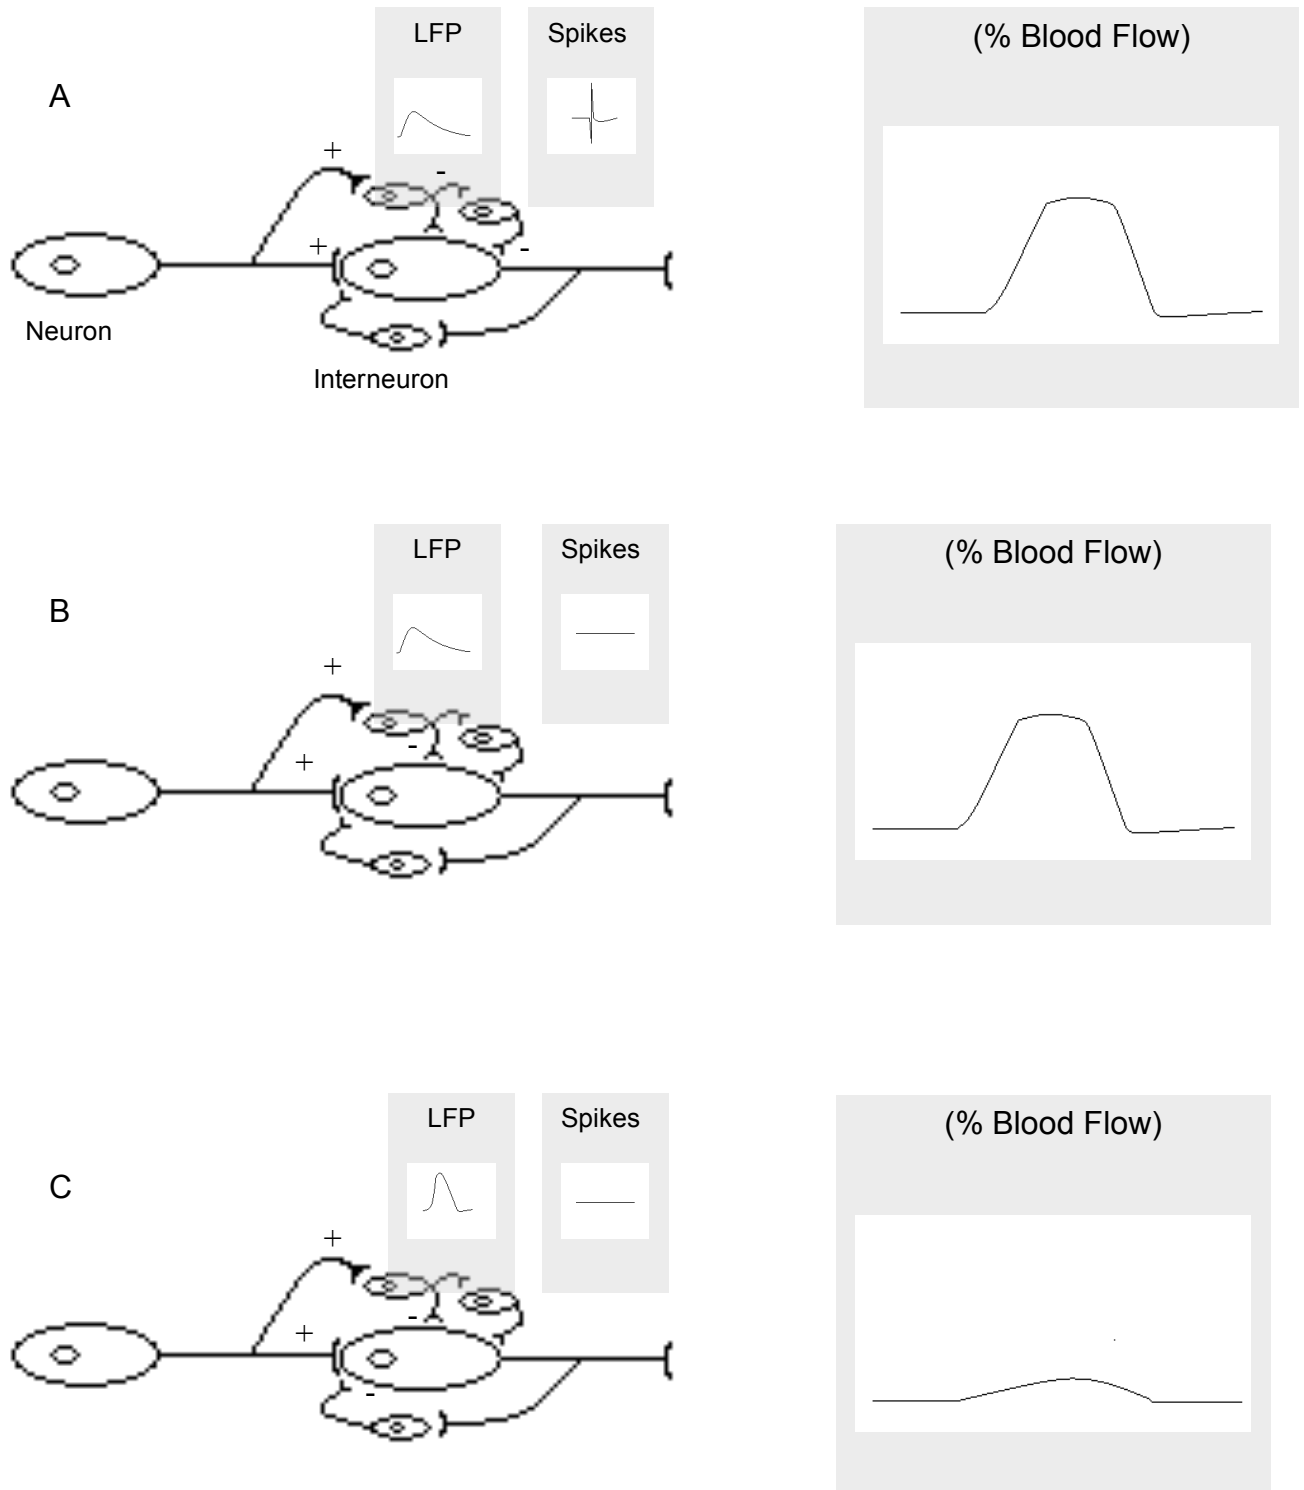 LFP Spikes (% Blood Flow)
A
+
-
+
-
Neuron
Interneuron
LFP Spikes (% Blood Flow)
B
+
-
+
LFP Spikes (% Blood Flow)
C
+
-
+
-